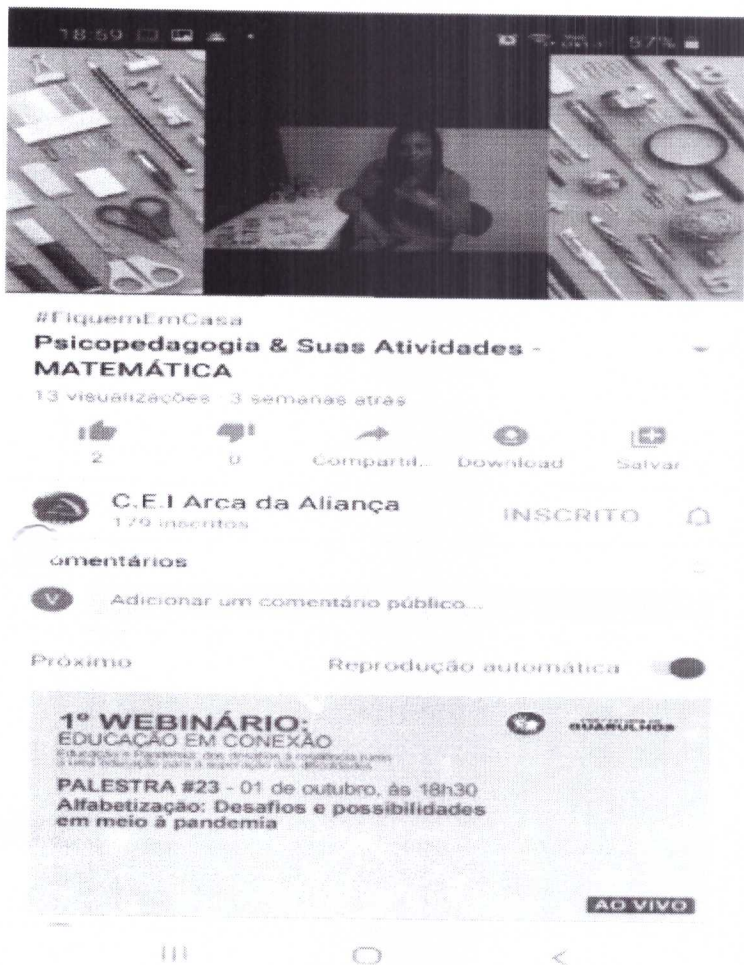 18:59 57%
#FiquemEmCasa
Psicopedagogia & Suas Atividades -
MATEMÁTICA
13 visualizações · 3 semanas atrás
2 0 Compartil... Download Salvar
C.E.I Arca da Aliança
179 inscritos
INSCRITO
omentários
V Adicionar um comentário público...
Próximo Reprodução automática
1º WEBINÁRIO:
EDUCAÇÃO EM CONEXÃO
GUARULHOS
PALESTRA #23 - 01 de outubro, às 18h30
Alfabetização: Desafios e possibilidades
em meio à pandemia
AO VIVO